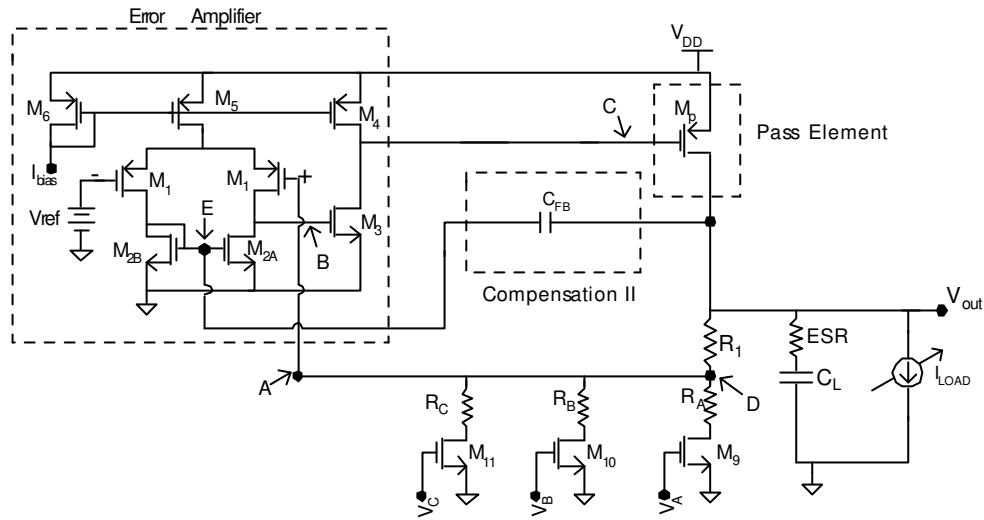 Error Amplifier
V_DD
M_6
M_5
M_4
C
M_p
Pass Element
I_bias
-
M_1
M_1
+
Vref
E
C_FB
M_2B
M_2A
B
M_3
Compensation II
V_out
R_1
ESR
A
D
C_L
I_LOAD
R_C
R_B
R_A
M_11
M_10
M_9
V_C
V_B
V_A